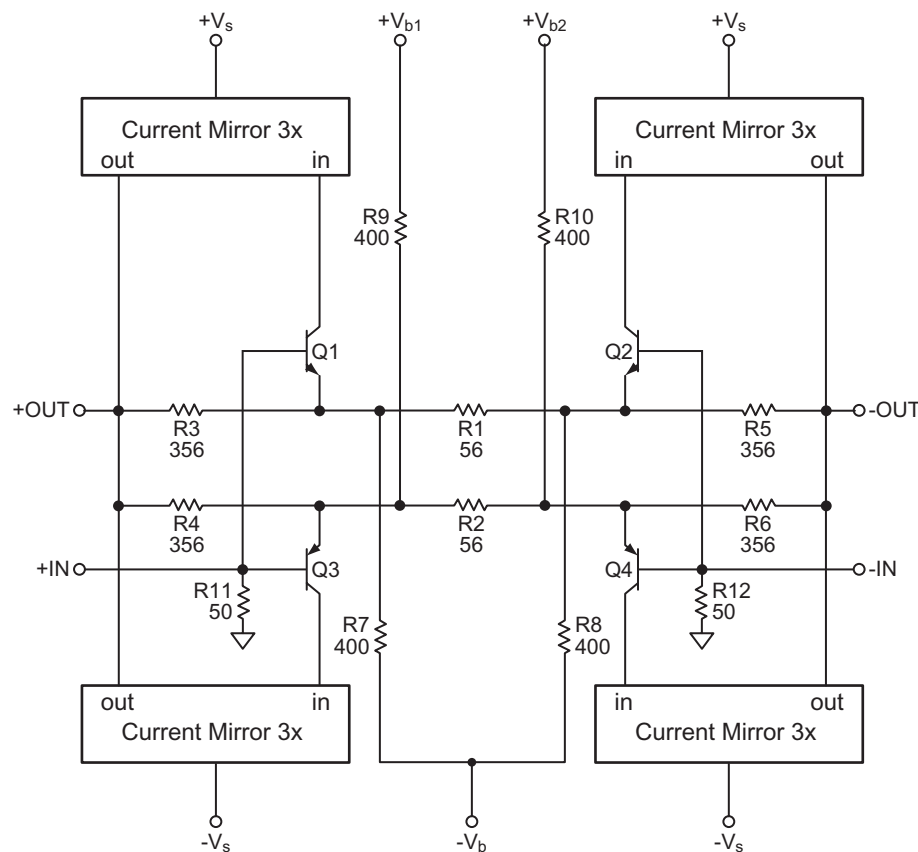 +Vs
+Vb1
+Vb2
+Vs
Current Mirror 3x
out
in
Current Mirror 3x
in
out
R9
400
R10
400
Q1
Q2
+OUT
R3
356
R1
56
R5
356
-OUT
R4
356
R2
56
R6
356
+IN
Q3
Q4
-IN
R11
50
R12
50
R7
400
R8
400
out
in
Current Mirror 3x
in
out
Current Mirror 3x
-Vs
-Vb
-Vs